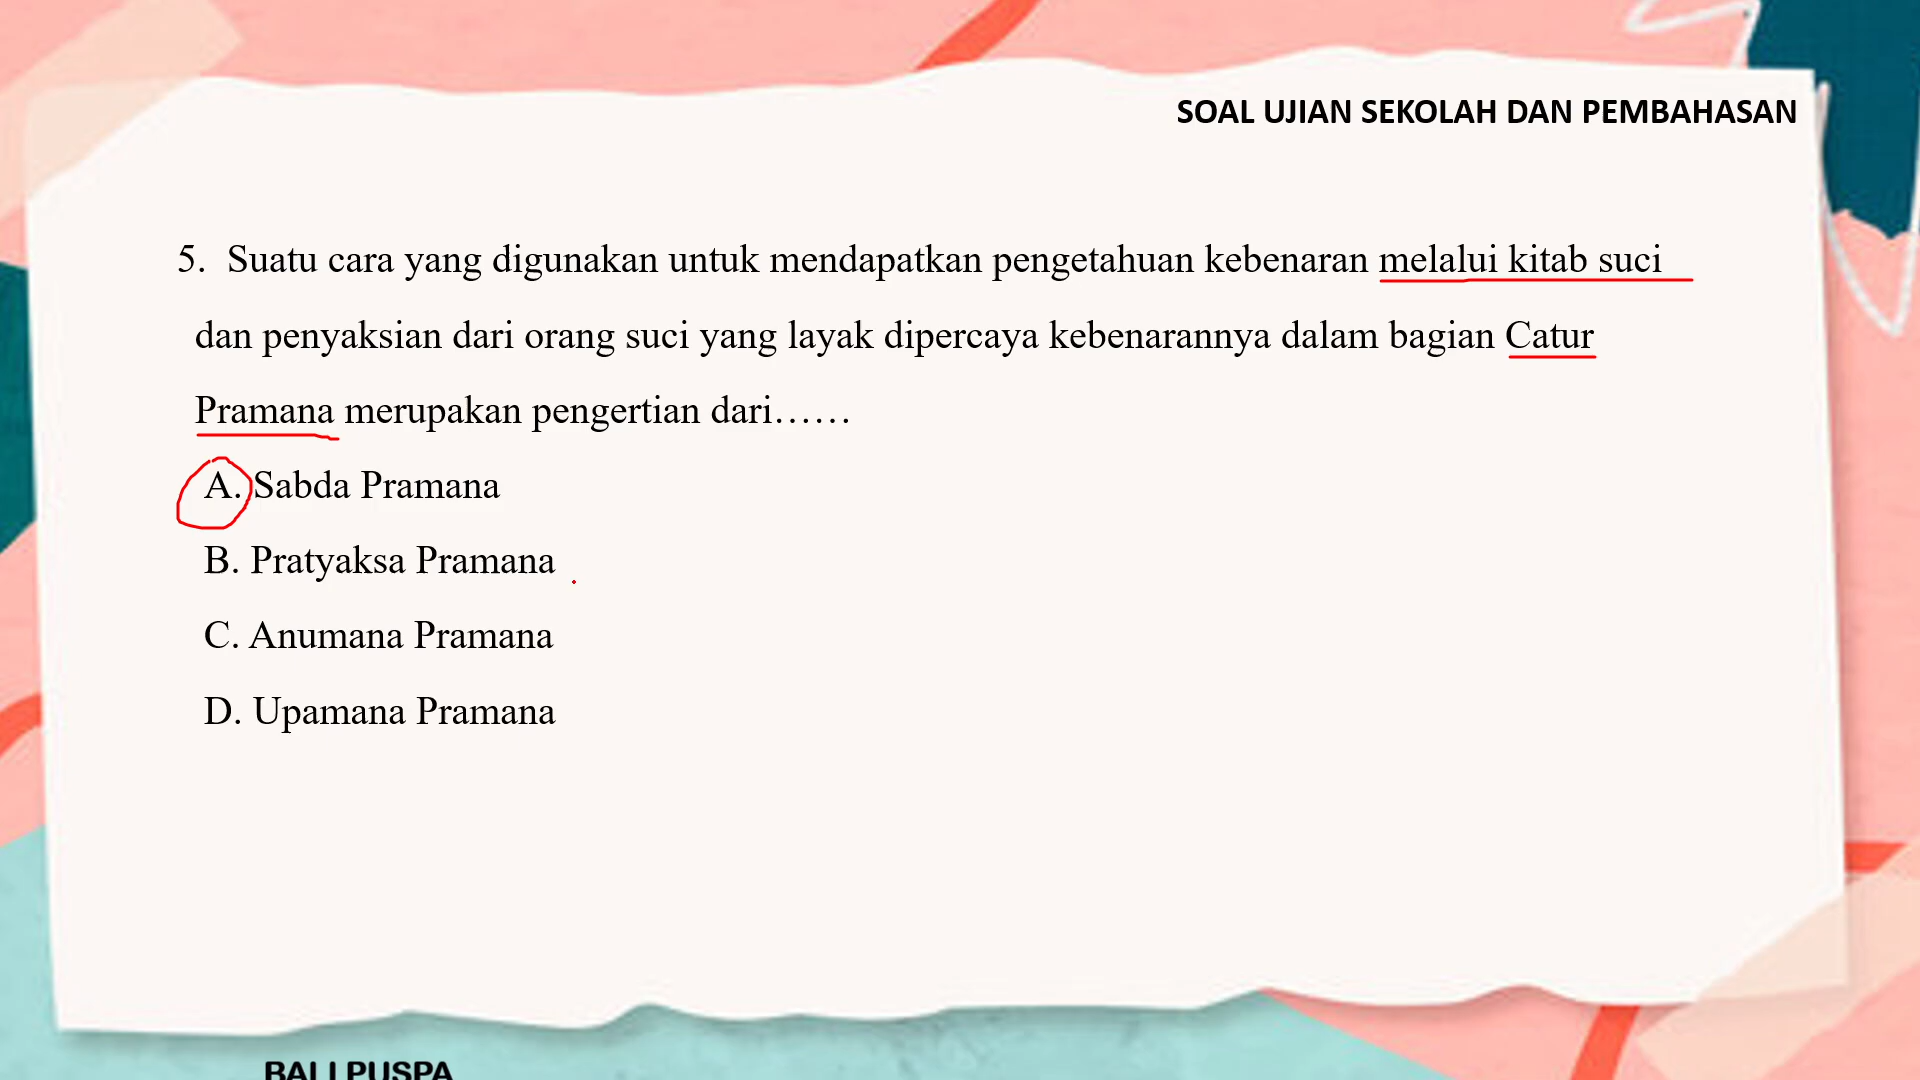 SOAL UJIAN SEKOLAH DAN PEMBAHASAN
5. Suatu cara yang digunakan untuk mendapatkan pengetahuan kebenaran melalui kitab suci
dan penyaksian dari orang suci yang layak dipercaya kebenarannya dalam bagian Catur
Pramana merupakan pengertian dari……
A. Sabda Pramana
B. Pratyaksa Pramana
C. Anumana Pramana
D. Upamana Pramana
BALI PUSPA